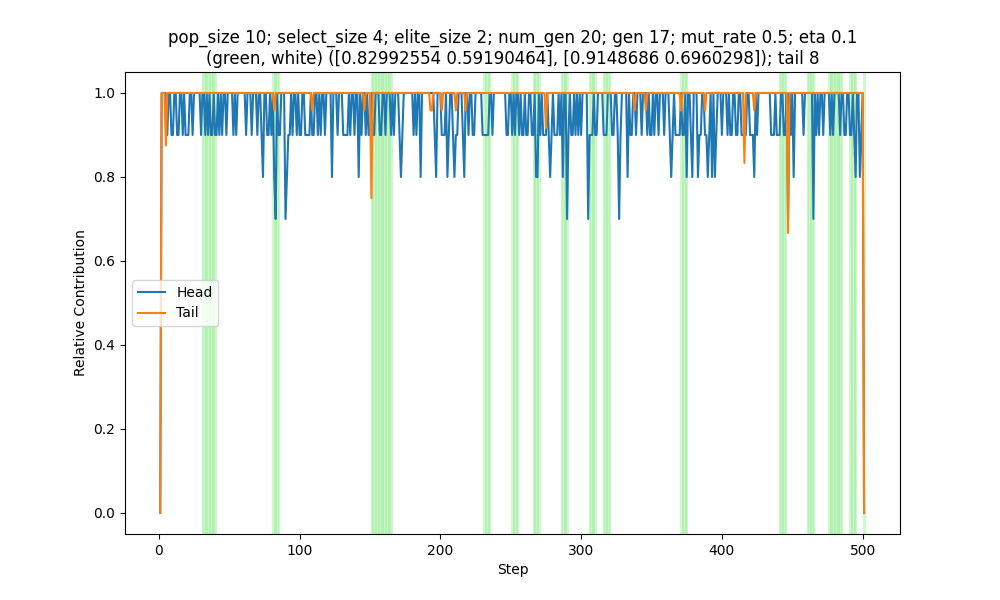 pop_size 10; select_size 4; elite_size 2; num_gen 20; gen 17; mut_rate 0.5; eta 0.1
(green, white) ([0.82992554 0.59190464], [0.9148686 0.6960298]); tail 8
1.0
0.8
0.6
0.4
0.2
0.0
Relative Contribution
Head
Tail
0
100
200
300
400
500
Step